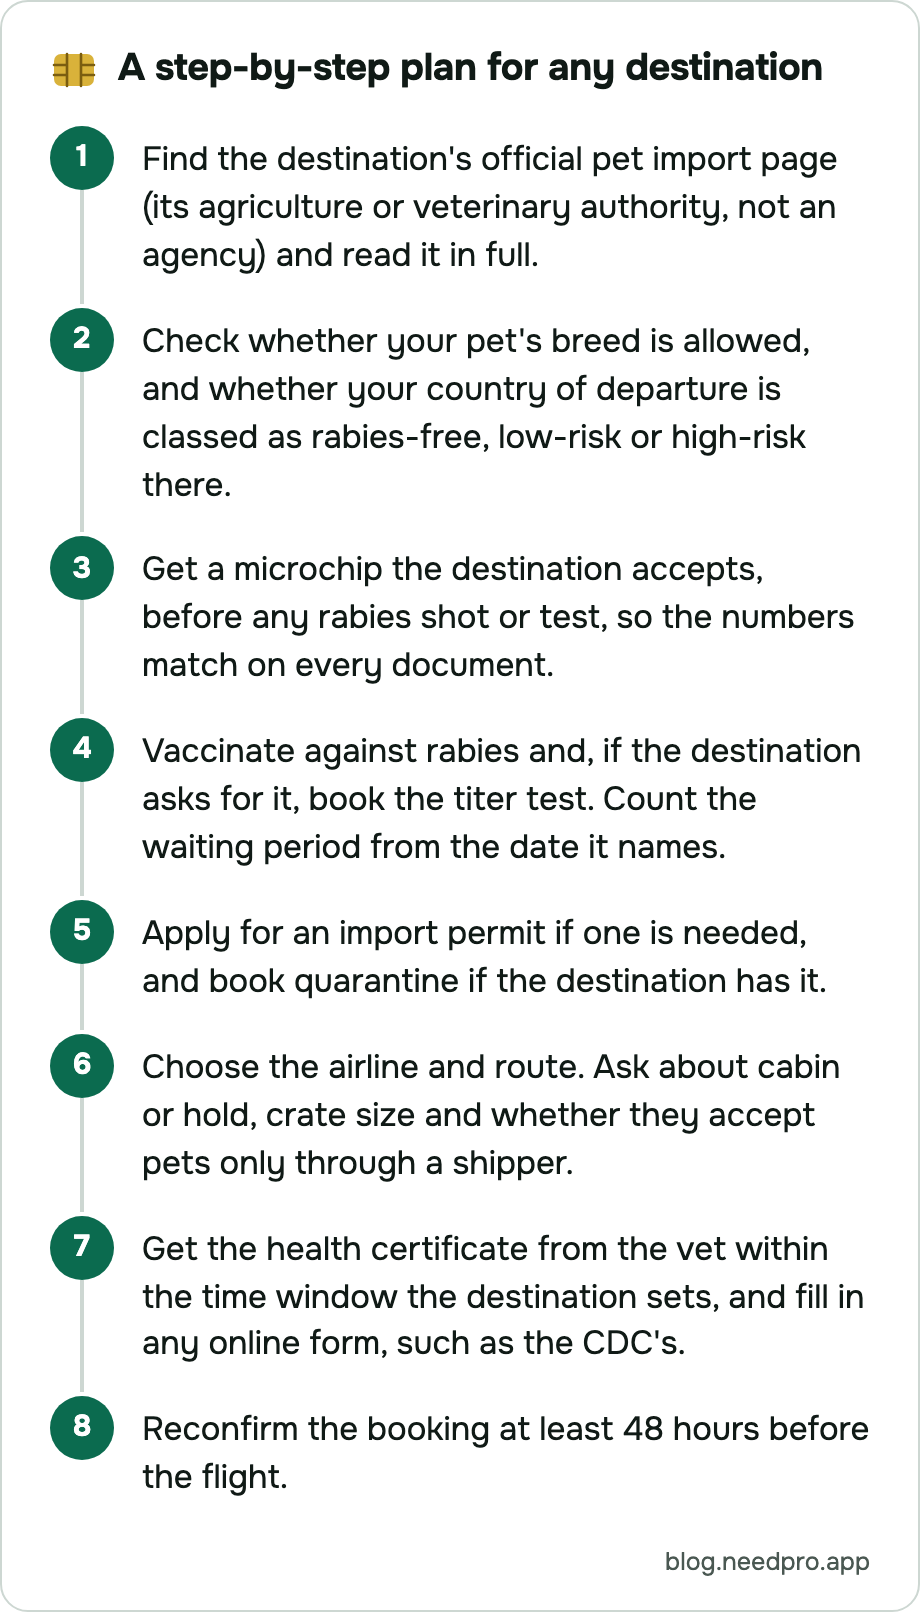 A step-by-step plan for any destination
1
Find the destination's official pet import page
(its agriculture or veterinary authority, not an
agency) and read it in full.
2
Check whether your pet's breed is allowed,
and whether your country of departure is
classed as rabies-free, low-risk or high-risk
there.
3
Get a microchip the destination accepts,
before any rabies shot or test, so the numbers
match on every document.
4
Vaccinate against rabies and, if the destination
asks for it, book the titer test. Count the
waiting period from the date it names.
5
Apply for an import permit if one is needed,
and book quarantine if the destination has it.
6
Choose the airline and route. Ask about cabin
or hold, crate size and whether they accept
pets only through a shipper.
7
Get the health certificate from the vet within
the time window the destination sets, and fill in
any online form, such as the CDC's.
8
Reconfirm the booking at least 48 hours before
the flight.
blog.needpro.app